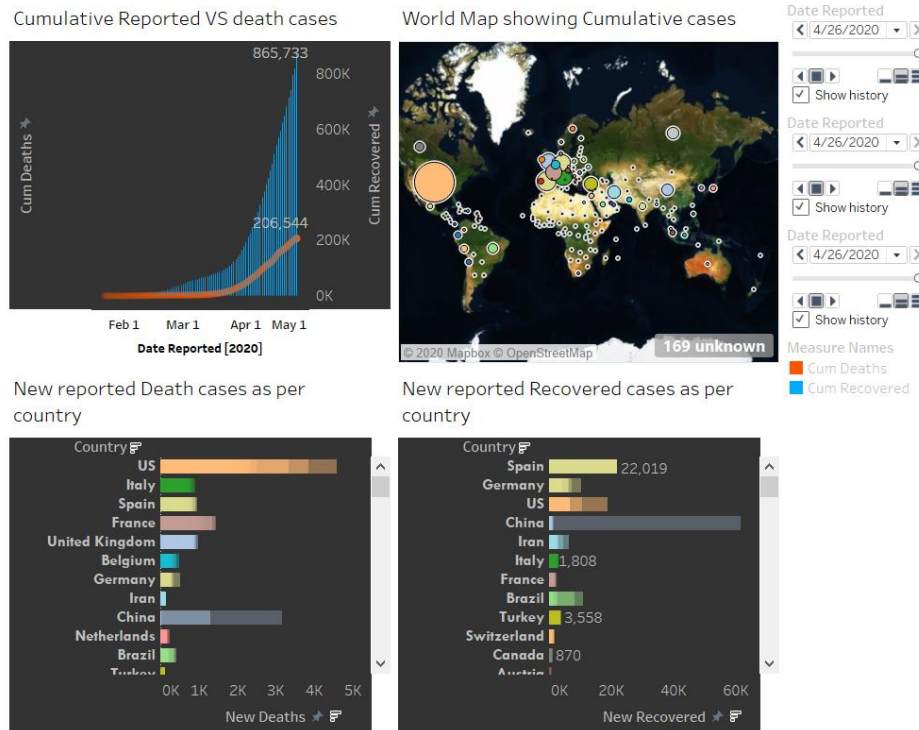 Cumulative Reported VS death cases
865,733
800K
600K
400K
200K
0K
206,544
Cum Deaths
Cum Recovered
Feb 1
Mar 1
Apr 1
May 1
Date Reported [2020]
World Map showing Cumulative cases
© 2020 Mapbox © OpenStreetMap
169 unknown
Date Reported
4/26/2020
Show history
Date Reported
4/26/2020
Show history
Date Reported
4/26/2020
Show history
Measure Names
Cum Deaths
Cum Recovered
New reported Death cases as per
country
Country
US
Italy
Spain
France
United Kingdom
Belgium
Germany
Iran
China
Netherlands
Brazil
Turkey
0K 1K 2K 3K 4K 5K
New Deaths
New reported Recovered cases as per
country
Country
Spain 22,019
Germany
US
China
Iran
Italy 1,808
France
Brazil
Turkey 3,558
Switzerland
Canada 870
Austria
0K 20K 40K 60K
New Recovered